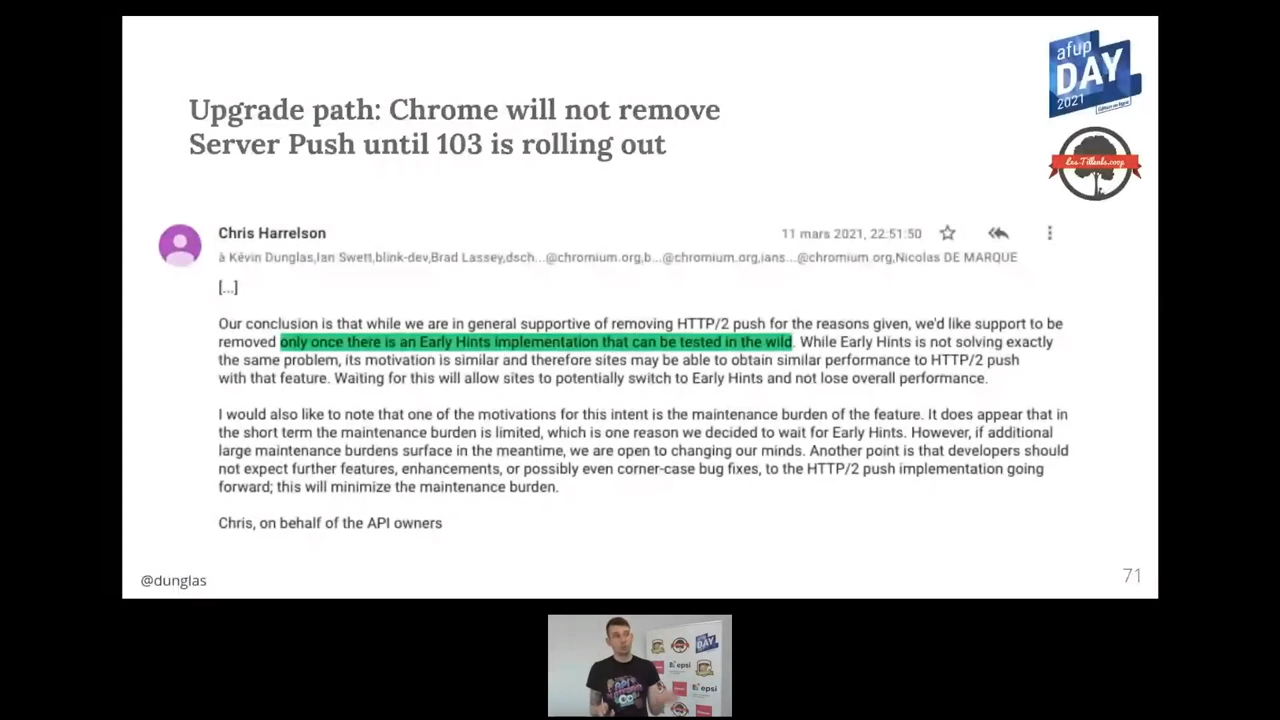 afup
DAY
2021
Upgrade path: Chrome will not remove
Server Push until 103 is rolling out
Les-Tilleuls.coop
Chris Harrelson
11 mars 2021, 22:51:50
à Kévin Dunglas,Ian Swett,blink-dev,Brad Lassey,dsch...@chromium.org,b...@chromium.org,ians...@chromium.org,Nicolas DE MARQUE
[...]
Our conclusion is that while we are in general supportive of removing HTTP/2 push for the reasons given, we'd like support to be
removed only once there is an Early Hints implementation that can be tested in the wild. While Early Hints is not solving exactly
the same problem, its motivation is similar and therefore sites may be able to obtain similar performance to HTTP/2 push
with that feature. Waiting for this will allow sites to potentially switch to Early Hints and not lose overall performance.
I would also like to note that one of the motivations for this intent is the maintenance burden of the feature. It does appear that in
the short term the maintenance burden is limited, which is one reason we decided to wait for Early Hints. However, if additional
large maintenance burdens surface in the meantime, we are open to changing our minds. Another point is that developers should
not expect further features, enhancements, or possibly even corner-case bug fixes, to the HTTP/2 push implementation going
forward; this will minimize the maintenance burden.
Chris, on behalf of the API owners
@dunglas
71
DAY
epsi
epsi